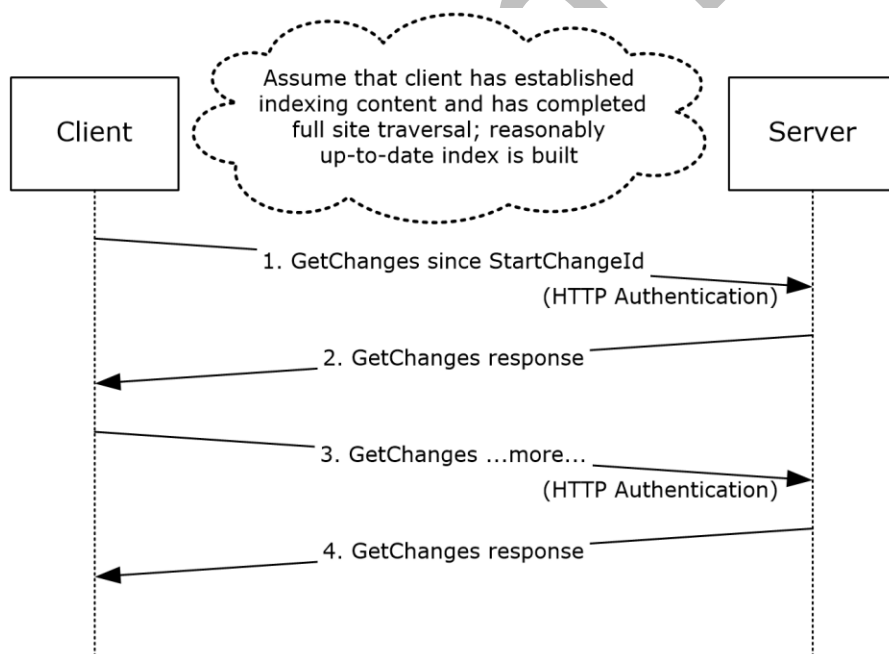 Assume that client has established
indexing content and has completed
full site traversal; reasonably
up-to-date index is built
Client
Server
1. GetChanges since StartChangeId
(HTTP Authentication)
2. GetChanges response
3. GetChanges ...more...
(HTTP Authentication)
4. GetChanges response